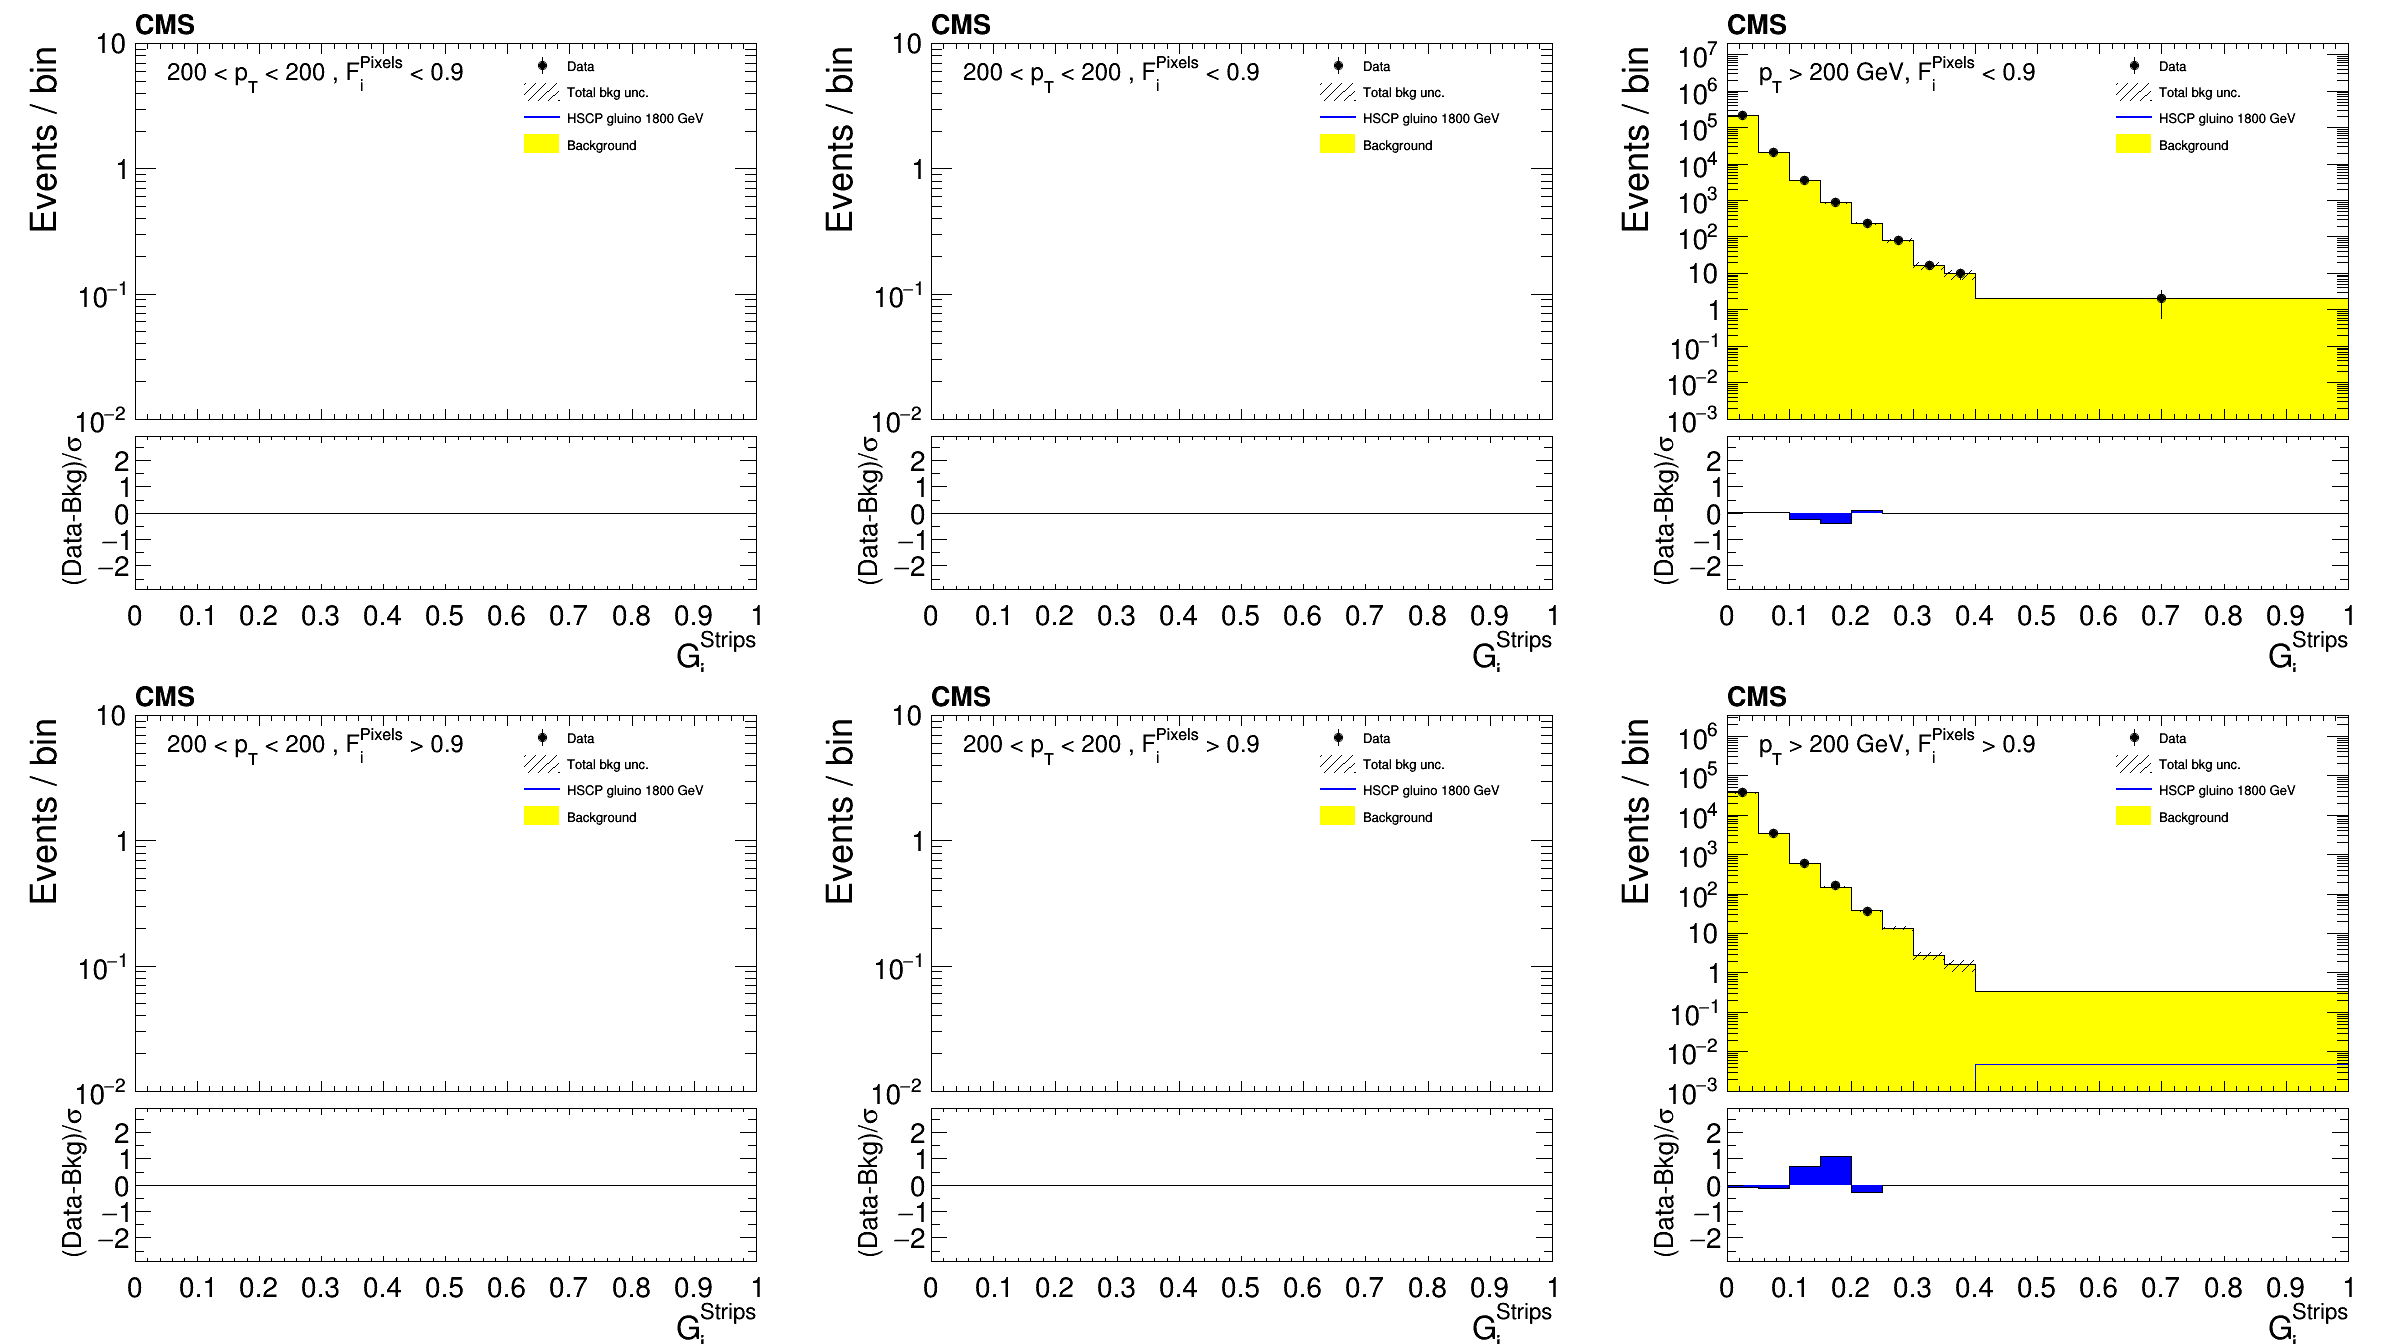 CMS
Events / bin
200 < p_T < 200 , F_i^Pixels < 0.9
Data
Total bkg unc.
HSCP gluino 1800 GeV
Background
10
1
10^−1
10^−2
(Data-Bkg)/σ
2
1
0
−1
−2
0 0.1 0.2 0.3 0.4 0.5 0.6 0.7 0.8 0.9 1
G_i^Strips
CMS
Events / bin
200 < p_T < 200 , F_i^Pixels < 0.9
Data
Total bkg unc.
HSCP gluino 1800 GeV
Background
10
1
10^−1
10^−2
(Data-Bkg)/σ
2
1
0
−1
−2
0 0.1 0.2 0.3 0.4 0.5 0.6 0.7 0.8 0.9 1
G_i^Strips
CMS
Events / bin
p_T > 200 GeV, F_i^Pixels < 0.9
Data
Total bkg unc.
HSCP gluino 1800 GeV
Background
10^7
10^6
10^5
10^4
10^3
10^2
10
1
10^−1
10^−2
10^−3
(Data-Bkg)/σ
2
1
0
−1
−2
0 0.1 0.2 0.3 0.4 0.5 0.6 0.7 0.8 0.9 1
G_i^Strips
CMS
Events / bin
200 < p_T < 200 , F_i^Pixels > 0.9
Data
Total bkg unc.
HSCP gluino 1800 GeV
Background
10
1
10^−1
10^−2
(Data-Bkg)/σ
2
1
0
−1
−2
0 0.1 0.2 0.3 0.4 0.5 0.6 0.7 0.8 0.9 1
G_i^Strips
CMS
Events / bin
200 < p_T < 200 , F_i^Pixels > 0.9
Data
Total bkg unc.
HSCP gluino 1800 GeV
Background
10
1
10^−1
10^−2
(Data-Bkg)/σ
2
1
0
−1
−2
0 0.1 0.2 0.3 0.4 0.5 0.6 0.7 0.8 0.9 1
G_i^Strips
CMS
Events / bin
p_T > 200 GeV, F_i^Pixels > 0.9
Data
Total bkg unc.
HSCP gluino 1800 GeV
Background
10^6
10^5
10^4
10^3
10^2
10
1
10^−1
10^−2
10^−3
(Data-Bkg)/σ
2
1
0
−1
−2
0 0.1 0.2 0.3 0.4 0.5 0.6 0.7 0.8 0.9 1
G_i^Strips